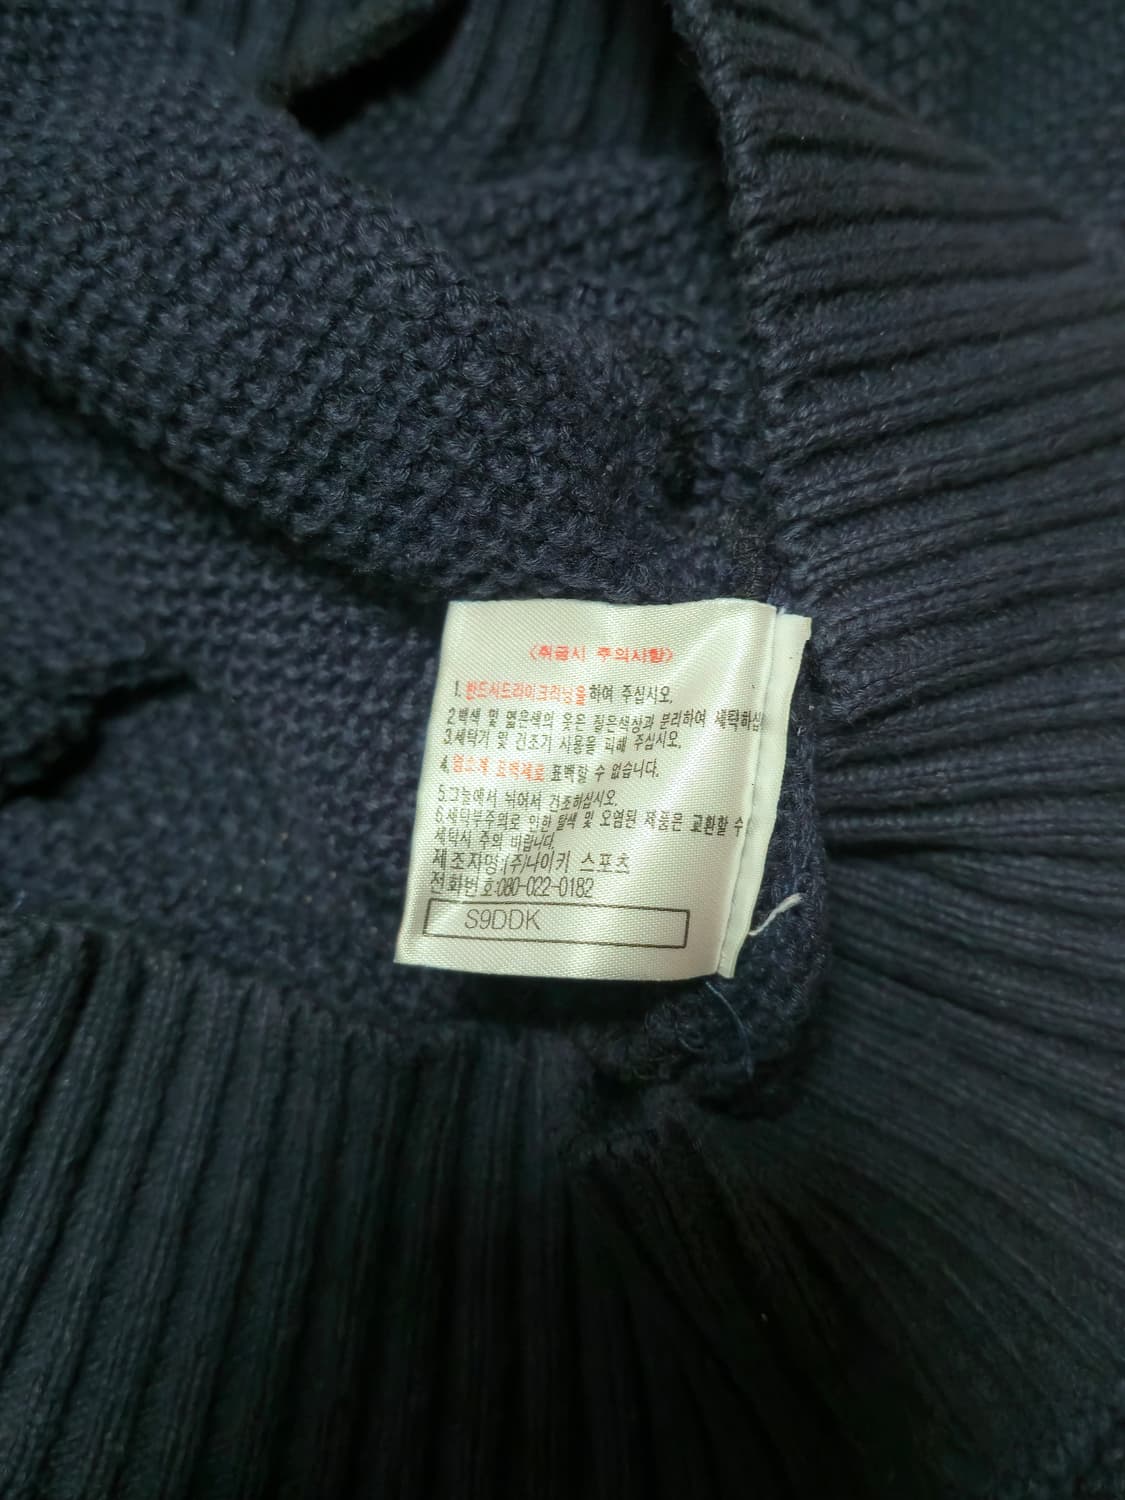 <취급시 주의사항>
1.반드시드라이크리닝을하여 주십시오.
2백색 및 엷은색의 옷은 짙은색상과 분리하여 세탁하십
3.세탁기 및 건조기 사용을 피해 주십시오.
4.염소계 표백제로 표백할 수 없습니다.
5.그늘에서 뉘어서 건조하십시오.
6.세탁부주의로 인한 탈색 및 오염된 제품은 교환할 수
세탁시 주의 바랍니다.
제조자명:(주)나이키 스포츠
전화번호:080-022-0182
S9DDK